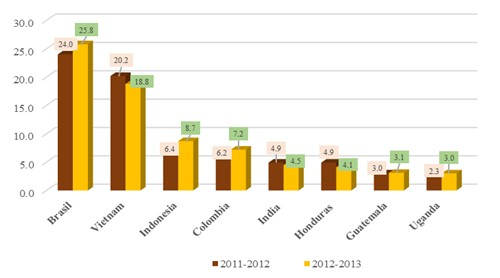 30.0
25.0
20.0
15.0
10.0
5.0
0.0
24.0 25.8
20.2 18.8
6.4 8.7
6.2 7.2
4.9 4.5
4.9 4.1
3.0 3.1
2.3 3.0
Brasil
Vietnam
Indonesia
Colombia
India
Honduras
Guatemala
Uganda
2011-2012 2012-2013